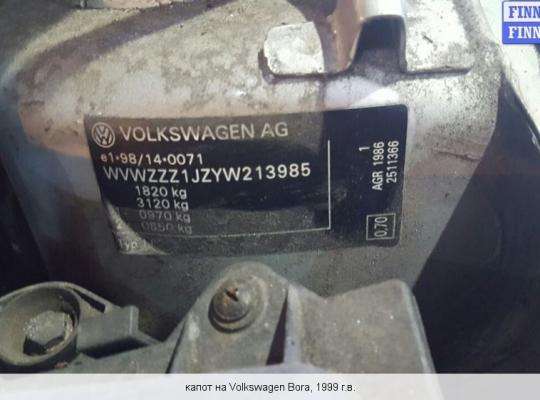 FINN
FINN
VOLKSWAGEN AG
e1*98/14*0071
WVWZZZ1JZYW213985
1820 kg
3120 kg
0970 kg
0850 kg
Typ
AGR 1986 1
2511366
0.70
капот на Volkswagen Bora, 1999 г.в.